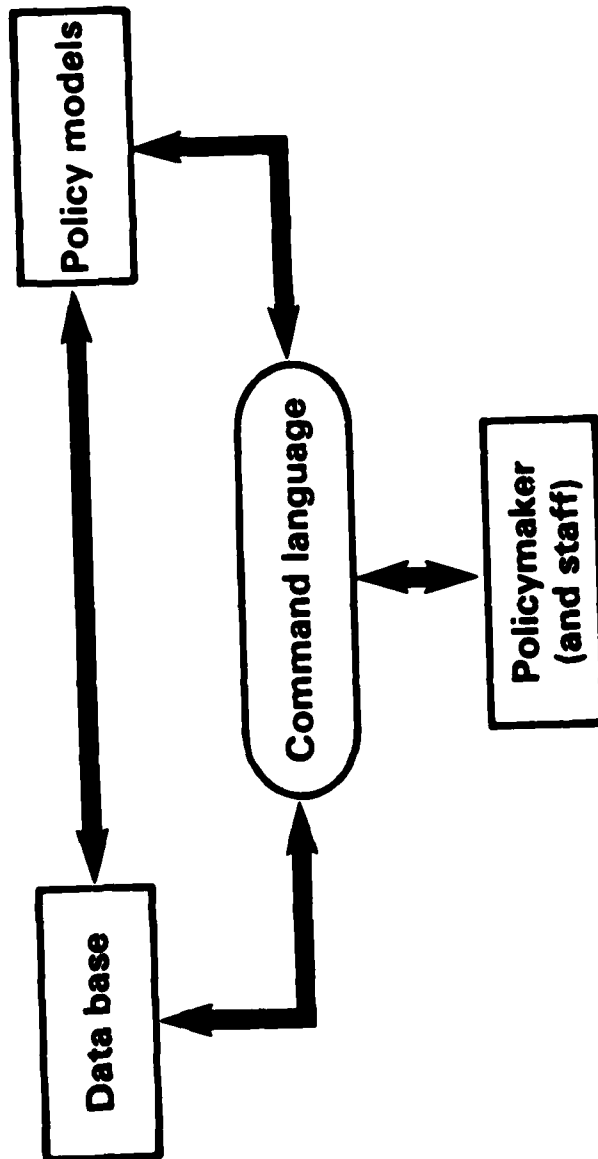 Data base
Policy models
Command language
Policymaker
(and staff)